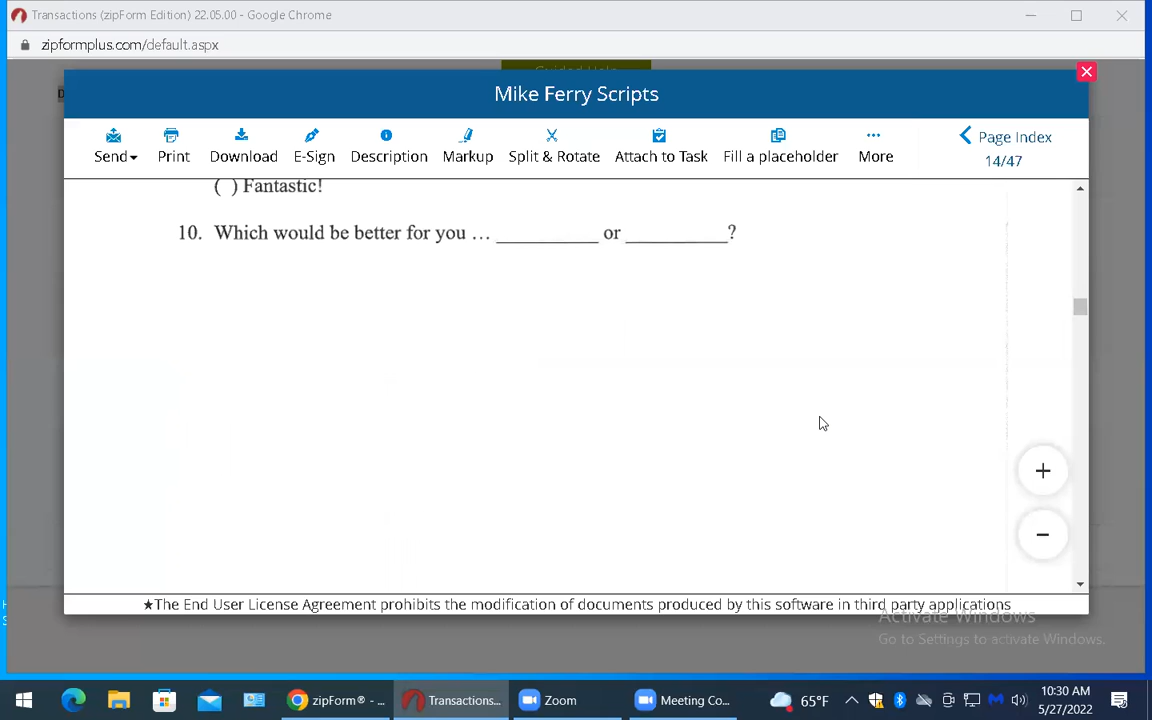 Transactions (zipForm Edition) 22.05.00 - Google Chrome
zipformplus.com/default.aspx
Mike Ferry Scripts
Send Print Download E-Sign Description Markup Split & Rotate Attach to Task Fill a placeholder More
Page Index
14/47
( ) Fantastic!
10. Which would be better for you … __________ or __________?
+
−
★The End User License Agreement prohibits the modification of documents produced by this software in third party applications
Activate Windows
Go to Settings to activate Windows.
zipForm® - ... Transactions... Zoom Meeting Co... 65°F 10:30 AM
5/27/2022